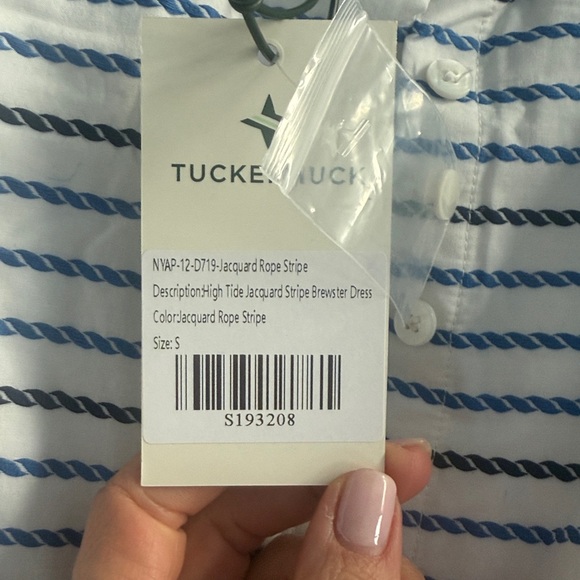 TUCKERNUCK
NYAP-12-D719-Jacquard Rope Stripe
Description:High Tide Jacquard Stripe Brewster Dress
Color:Jacquard Rope Stripe
Size: S
S193208